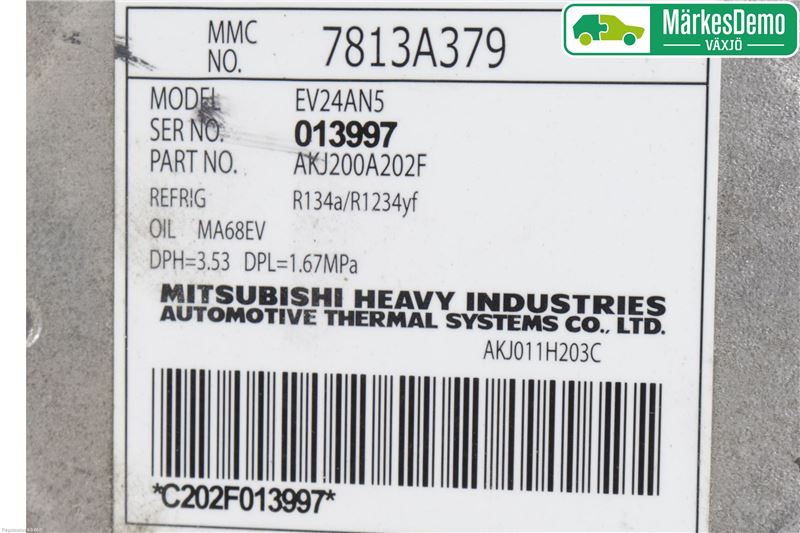 MärkesDemo
VÄXJÖ
MMC NO. 7813A379
MODEL EV24AN5
SER NO. 013997
PART NO. AKJ200A202F
REFRIG R134a/R1234yf
OIL MA68EV
DPH=3.53 DPL=1.67MPa
MITSUBISHI HEAVY INDUSTRIES
AUTOMOTIVE THERMAL SYSTEMS CO., LTD.
AKJ011H203C
*C202F013997*